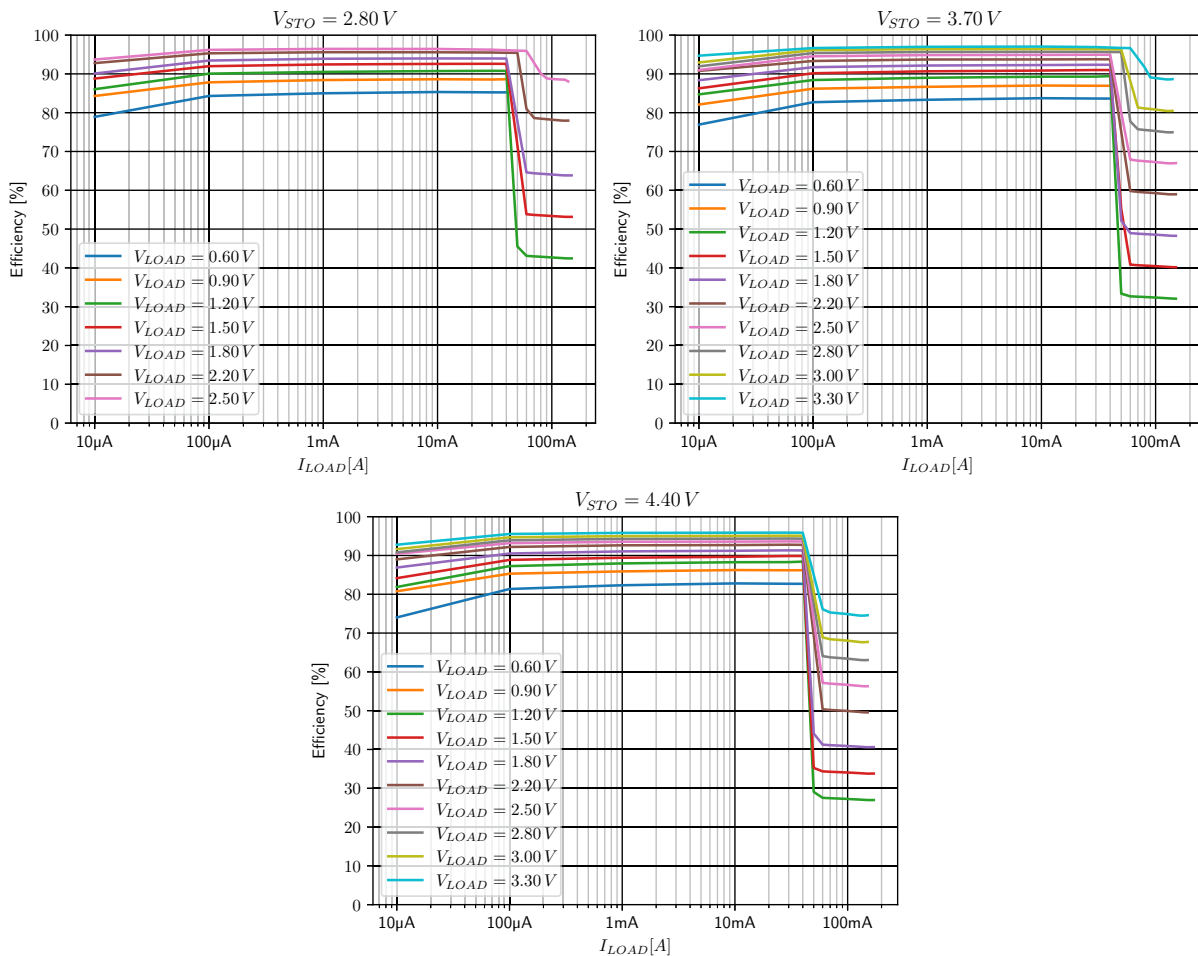 V_STO = 2.80 V
Efficiency [%]
100
90
80
70
60
50
40
30
20
10
0
V_LOAD = 0.60 V
V_LOAD = 0.90 V
V_LOAD = 1.20 V
V_LOAD = 1.50 V
V_LOAD = 1.80 V
V_LOAD = 2.20 V
V_LOAD = 2.50 V
10µA 100µA 1mA 10mA 100mA
I_LOAD[A]
V_STO = 3.70 V
Efficiency [%]
100
90
80
70
60
50
40
30
20
10
0
V_LOAD = 0.60 V
V_LOAD = 0.90 V
V_LOAD = 1.20 V
V_LOAD = 1.50 V
V_LOAD = 1.80 V
V_LOAD = 2.20 V
V_LOAD = 2.50 V
V_LOAD = 2.80 V
V_LOAD = 3.00 V
V_LOAD = 3.30 V
10µA 100µA 1mA 10mA 100mA
I_LOAD[A]
V_STO = 4.40 V
Efficiency [%]
100
90
80
70
60
50
40
30
20
10
0
V_LOAD = 0.60 V
V_LOAD = 0.90 V
V_LOAD = 1.20 V
V_LOAD = 1.50 V
V_LOAD = 1.80 V
V_LOAD = 2.20 V
V_LOAD = 2.50 V
V_LOAD = 2.80 V
V_LOAD = 3.00 V
V_LOAD = 3.30 V
10µA 100µA 1mA 10mA 100mA
I_LOAD[A]